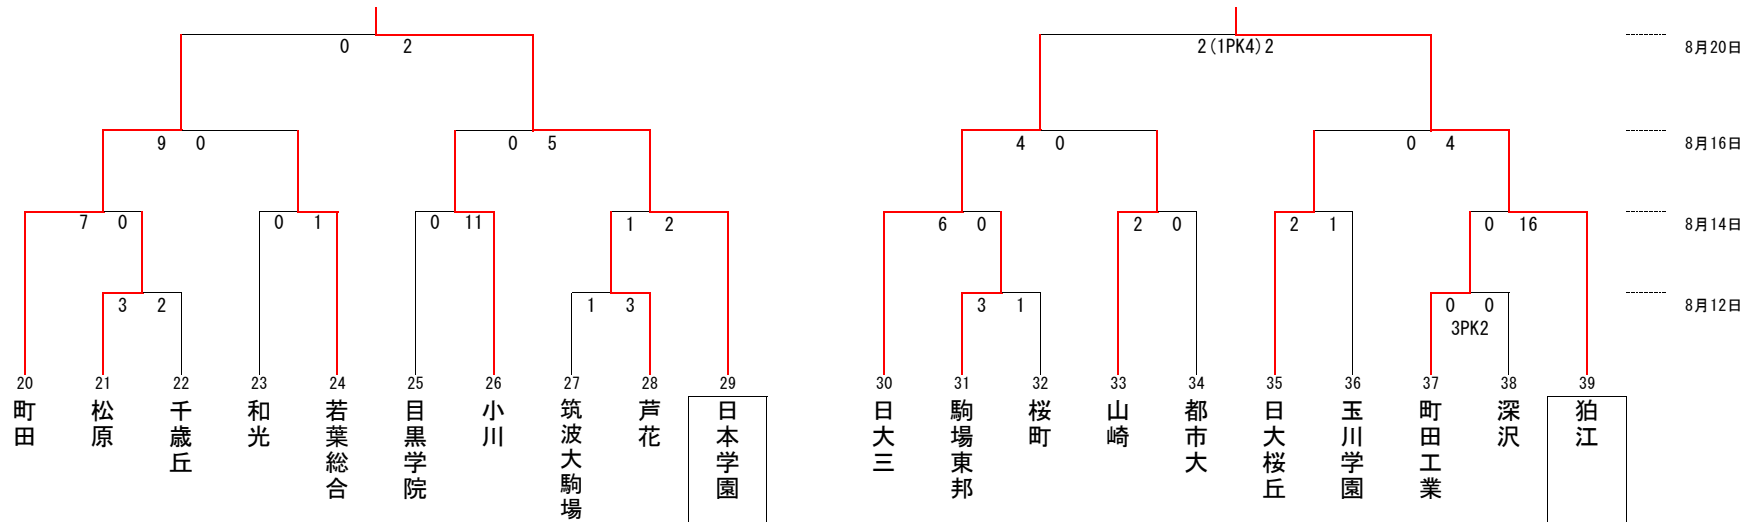 0 2
2(1PK4)2
8月20日
9 0
0 5
4 0
0 4
8月16日
7 0
0 1
0 11
1 2
6 0
2 0
2 1
0 16
8月14日
3 2
1 3
3 1
0 0
8月12日
3PK2
20 21 22 23 24 25 26 27 28 29 30 31 32 33 34 35 36 37 38 39
町田
松原
千歳丘
和光
若葉総合
目黒学院
小川
筑波大駒場
芦花
日本学園
日大三
駒場東邦
桜町
山崎
都市大
日大桜丘
玉川学園
町田工業
深沢
狛江